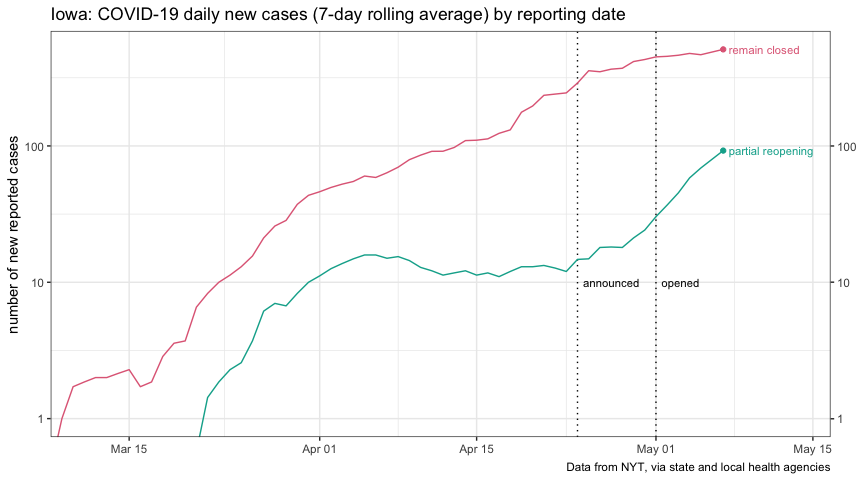 Iowa: COVID-19 daily new cases (7-day rolling average) by reporting date
number of new reported cases
remain closed
100
100
partial reopening
10
announced
opened
10
1
1
Mar 15
Apr 01
Apr 15
May 01
May 15
Data from NYT, via state and local health agencies